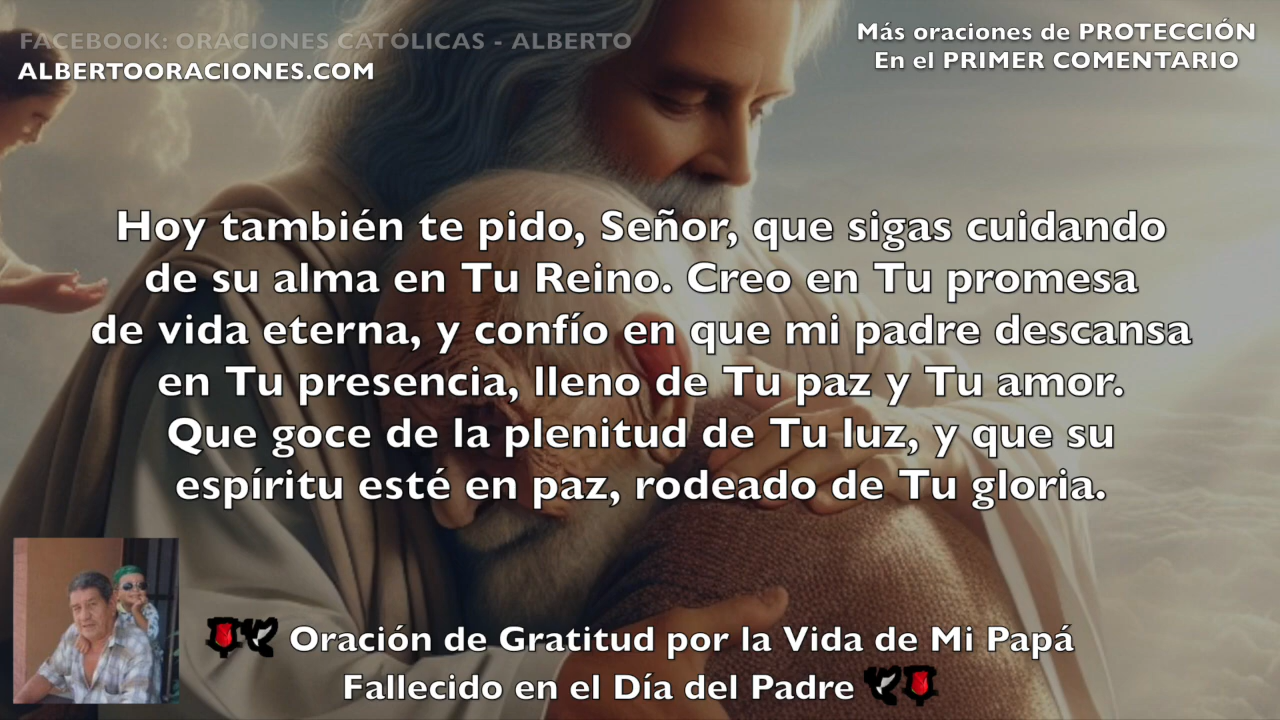 FACEBOOK: ORACIONES CATÓLICAS - ALBERTO
ALBERTOORACIONES.COM
Más oraciones de PROTECCIÓN
En el PRIMER COMENTARIO
Hoy también te pido, Señor, que sigas cuidando
de su alma en Tu Reino. Creo en Tu promesa
de vida eterna, y confío en que mi padre descansa
en Tu presencia, lleno de Tu paz y Tu amor.
Que goce de la plenitud de Tu luz, y que su
espíritu esté en paz, rodeado de Tu gloria.
Oración de Gratitud por la Vida de Mi Papá
Fallecido en el Día del Padre